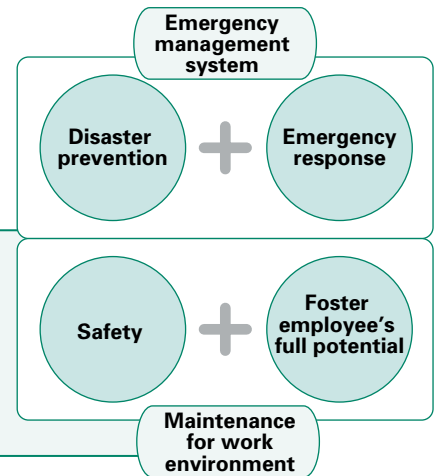 Emergency
management
system
Disaster
prevention
Emergency
response
Safety
Foster
employee's
full potential
Maintenance
for work
environment